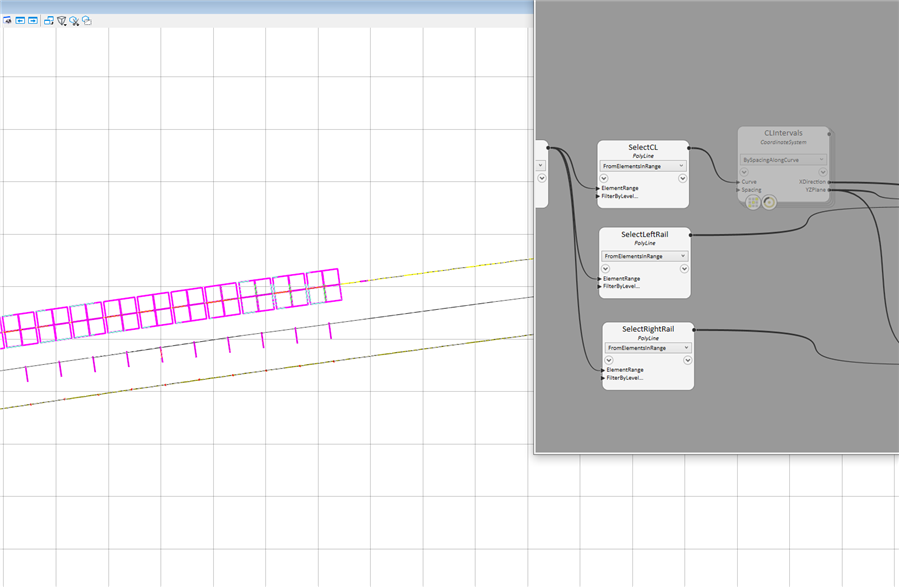 SelectCL
PolyLine
FromElementsInRange
ElementRange
FilterByLevel...
CLIntervals
CoordinateSystem
BySpacingAlongCurve
Curve
XDirection
Spacing
YZPlane
SelectLeftRail
PolyLine
FromElementsInRange
ElementRange
FilterByLevel...
SelectRightRail
PolyLine
FromElementsInRange
ElementRange
FilterByLevel...